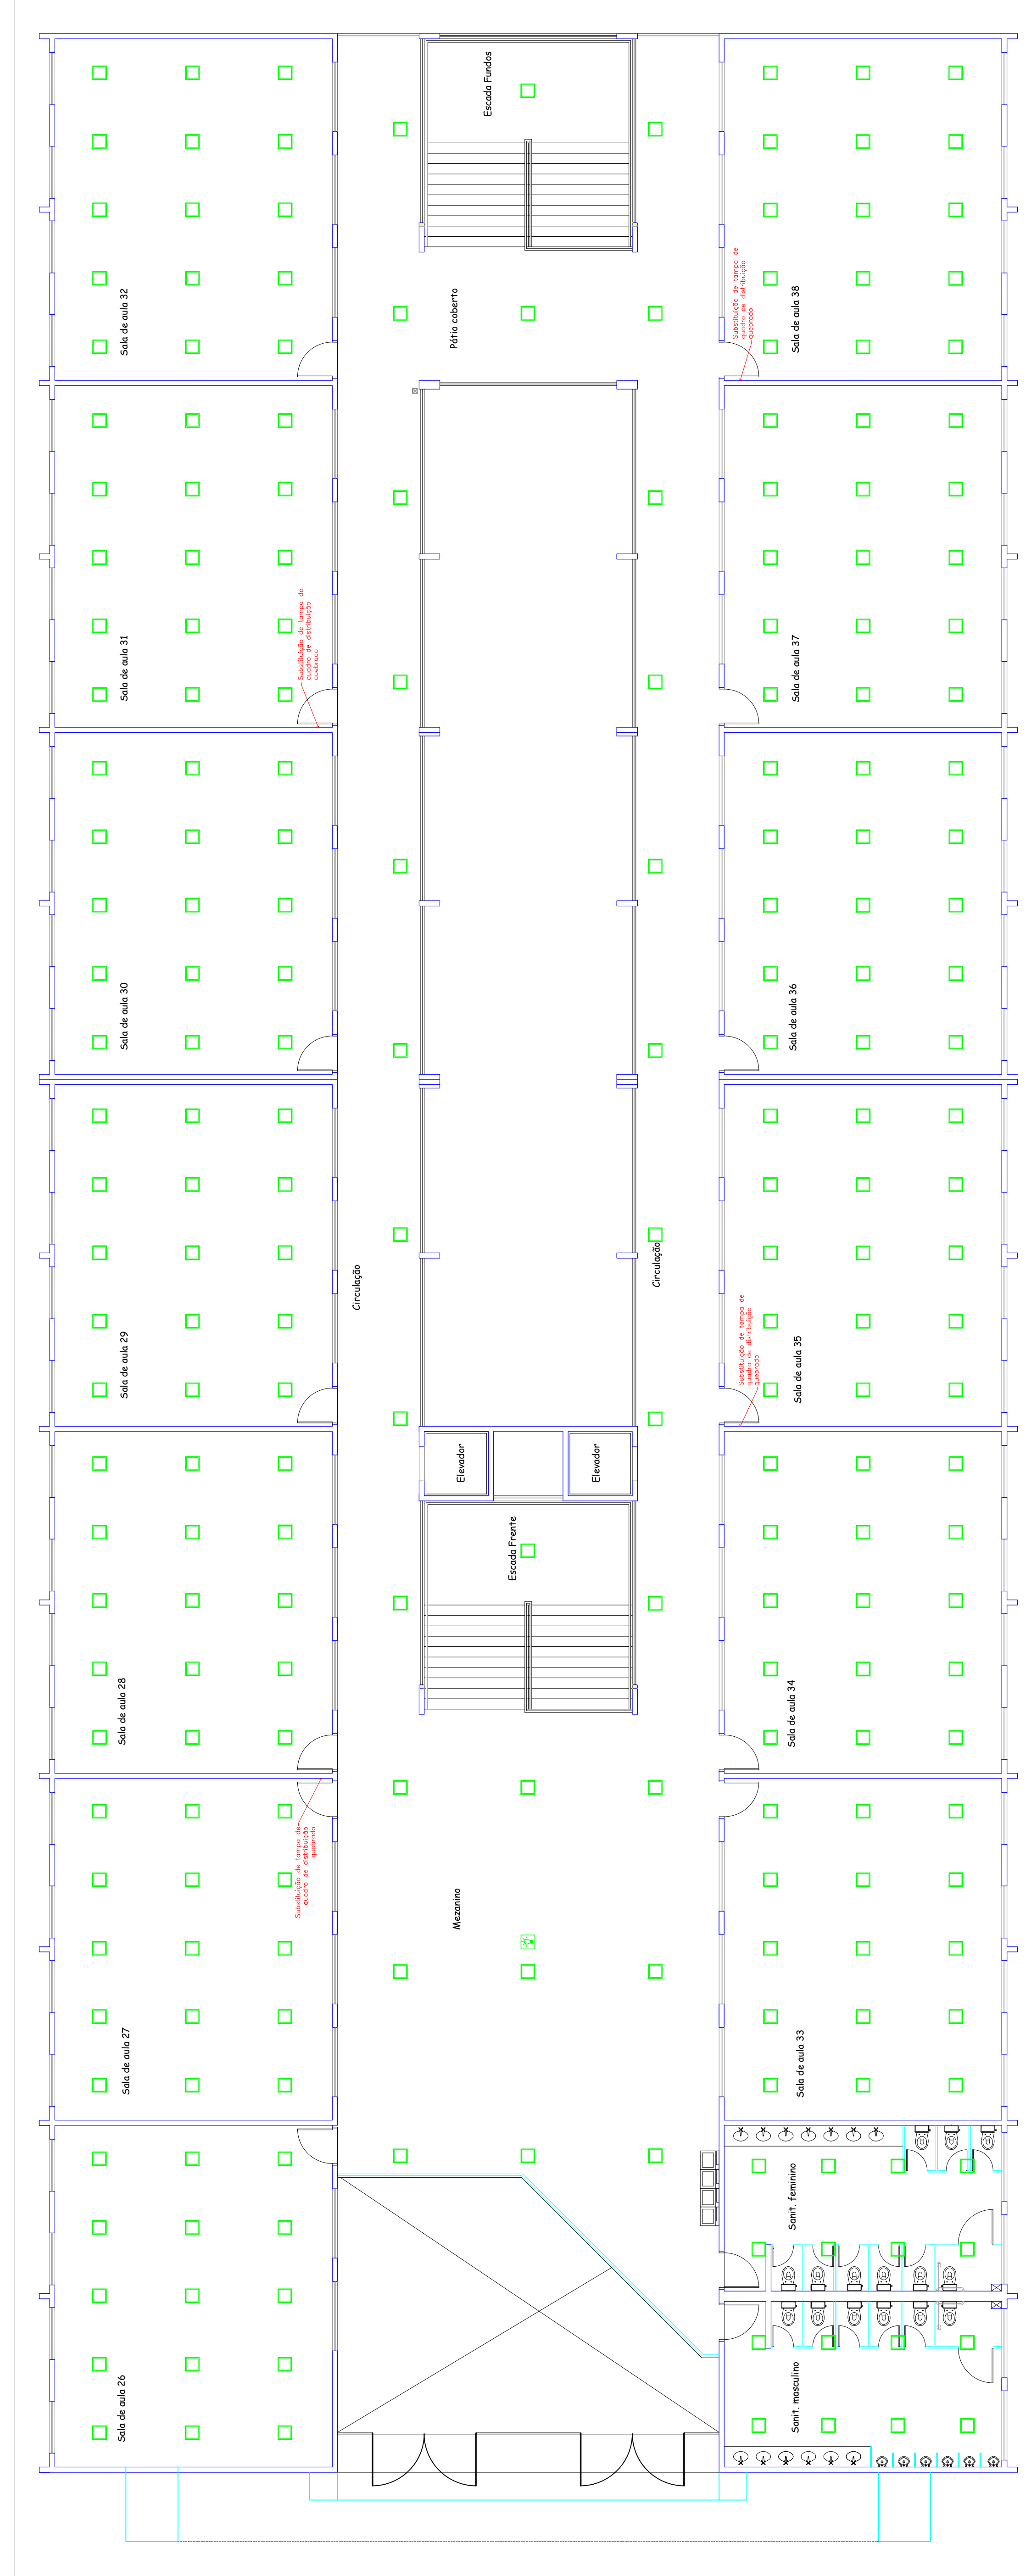 Escada Fundos
Pátio coberto
Sala de aula 32
Sala de aula 38
Substituição de tampa de
quadro de distribuição
quebrado
Sala de aula 31
Substituição de tampa de
quadro de distribuição
quebrado
Sala de aula 37
Sala de aula 30
Sala de aula 36
Circulação
Circulação
Sala de aula 29
Substituição de tampa de
quadro de distribuição
quebrado
Sala de aula 35
Elevador
Elevador
Escada Frente
Sala de aula 28
Sala de aula 34
Substituição de tampa de
quadro de distribuição
quebrado
Mezanino
Sala de aula 27
Sala de aula 33
Sanit. feminino
Sala de aula 26
Sanit. masculino